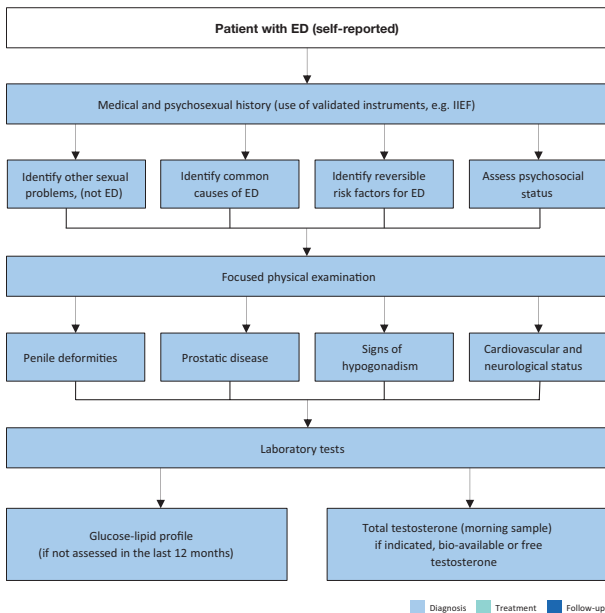 Patient with ED (self-reported)
Medical and psychosexual history (use of validated instruments, e.g. IIEF)
Identify other sexual
problems, (not ED)
Identify common
causes of ED
Identify reversible
risk factors for ED
Assess psychosocial
status
Focused physical examination
Penile deformities
Prostatic disease
Signs of
hypogonadism
Cardiovascular and
neurological status
Laboratory tests
Glucose-lipid profile
(if not assessed in the last 12 months)
Total testosterone (morning sample)
if indicated, bio-available or free
testosterone
Diagnosis
Treatment
Follow-up